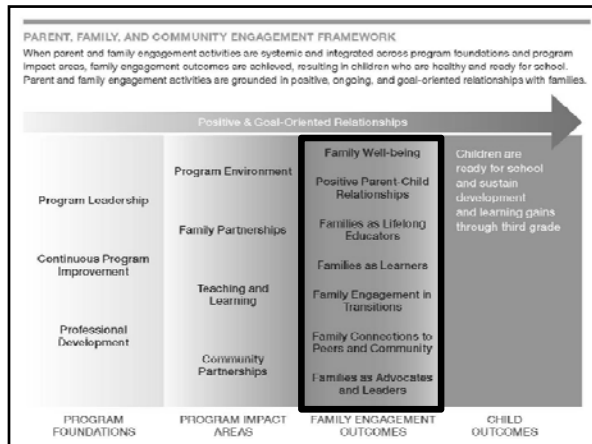 PARENT, FAMILY, AND COMMUNITY ENGAGEMENT FRAMEWORK
When parent and family engagement activities are systemic and integrated across program foundations and program
impact areas, family engagement outcomes are achieved, resulting in children who are healthy and ready for school.
Parent and family engagement activities are grounded in positive, ongoing, and goal-oriented relationships with families.
Positive & Goal-Oriented Relationships
Program Leadership
Continuous Program
Improvement
Professional
Development
PROGRAM
FOUNDATIONS
Program Environment
Family Partnerships
Teaching and
Learning
Community
Partnerships
PROGRAM IMPACT
AREAS
Family Well-being
Positive Parent-Child
Relationships
Families as Lifelong
Educators
Families as Learners
Family Engagement in
Transitions
Family Connections to
Peers and Community
Families as Advocates
and Leaders
FAMILY ENGAGEMENT
OUTCOMES
Children are
ready for school
and sustain
development
and learning gains
through third grade
CHILD
OUTCOMES